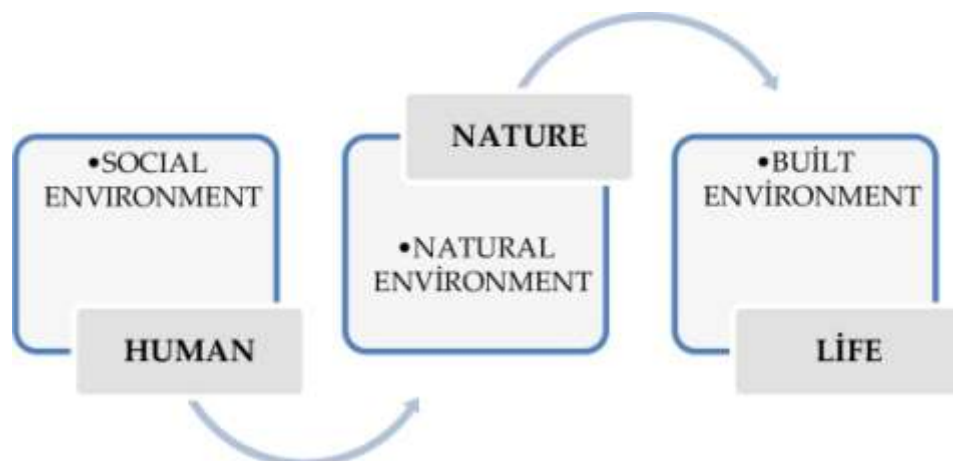 •SOCIAL
ENVIRONMENT
HUMAN
NATURE
•NATURAL
ENVİRONMENT
•BUİLT
ENVİRONMENT
LİFE